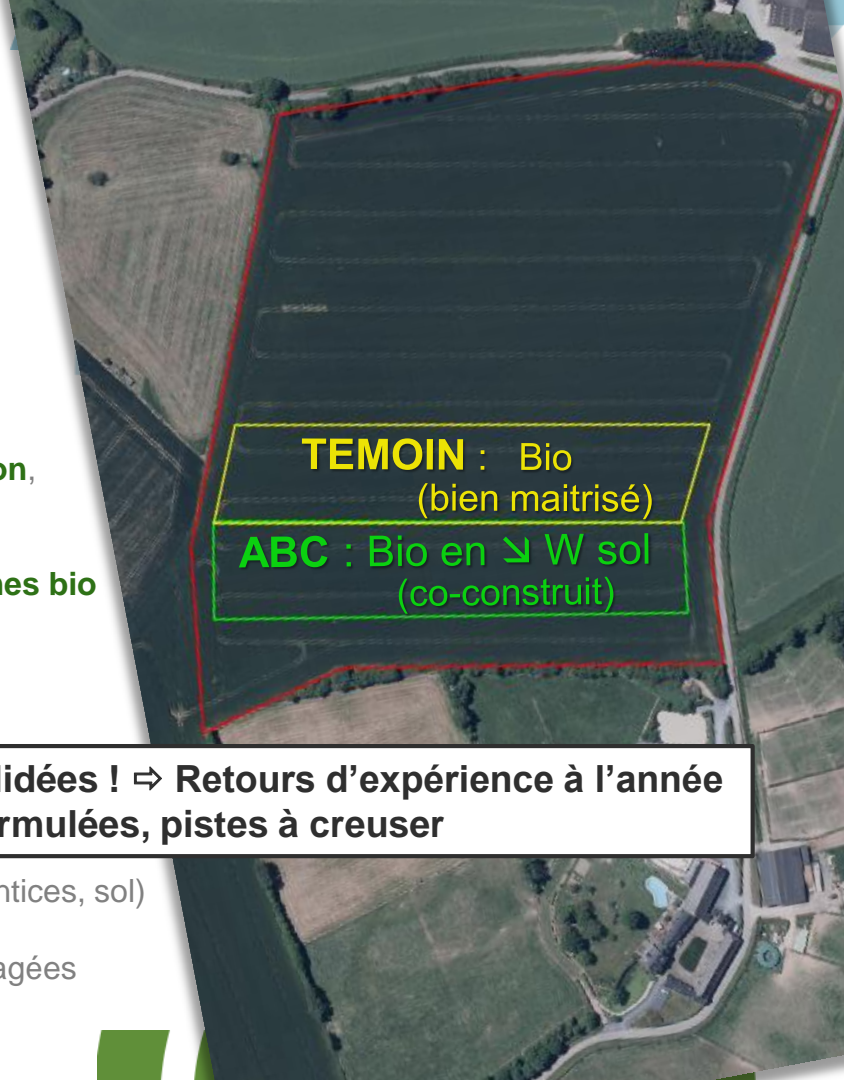 TEMOIN : Bio
(bien maitrisé)
on,
ABC : Bio en ↘ W sol
nes bio
(co-construit)
lidées ! ⇨ Retours d’expérience à l’année
rmulées, pistes à creuser
ntices, sol)
agées